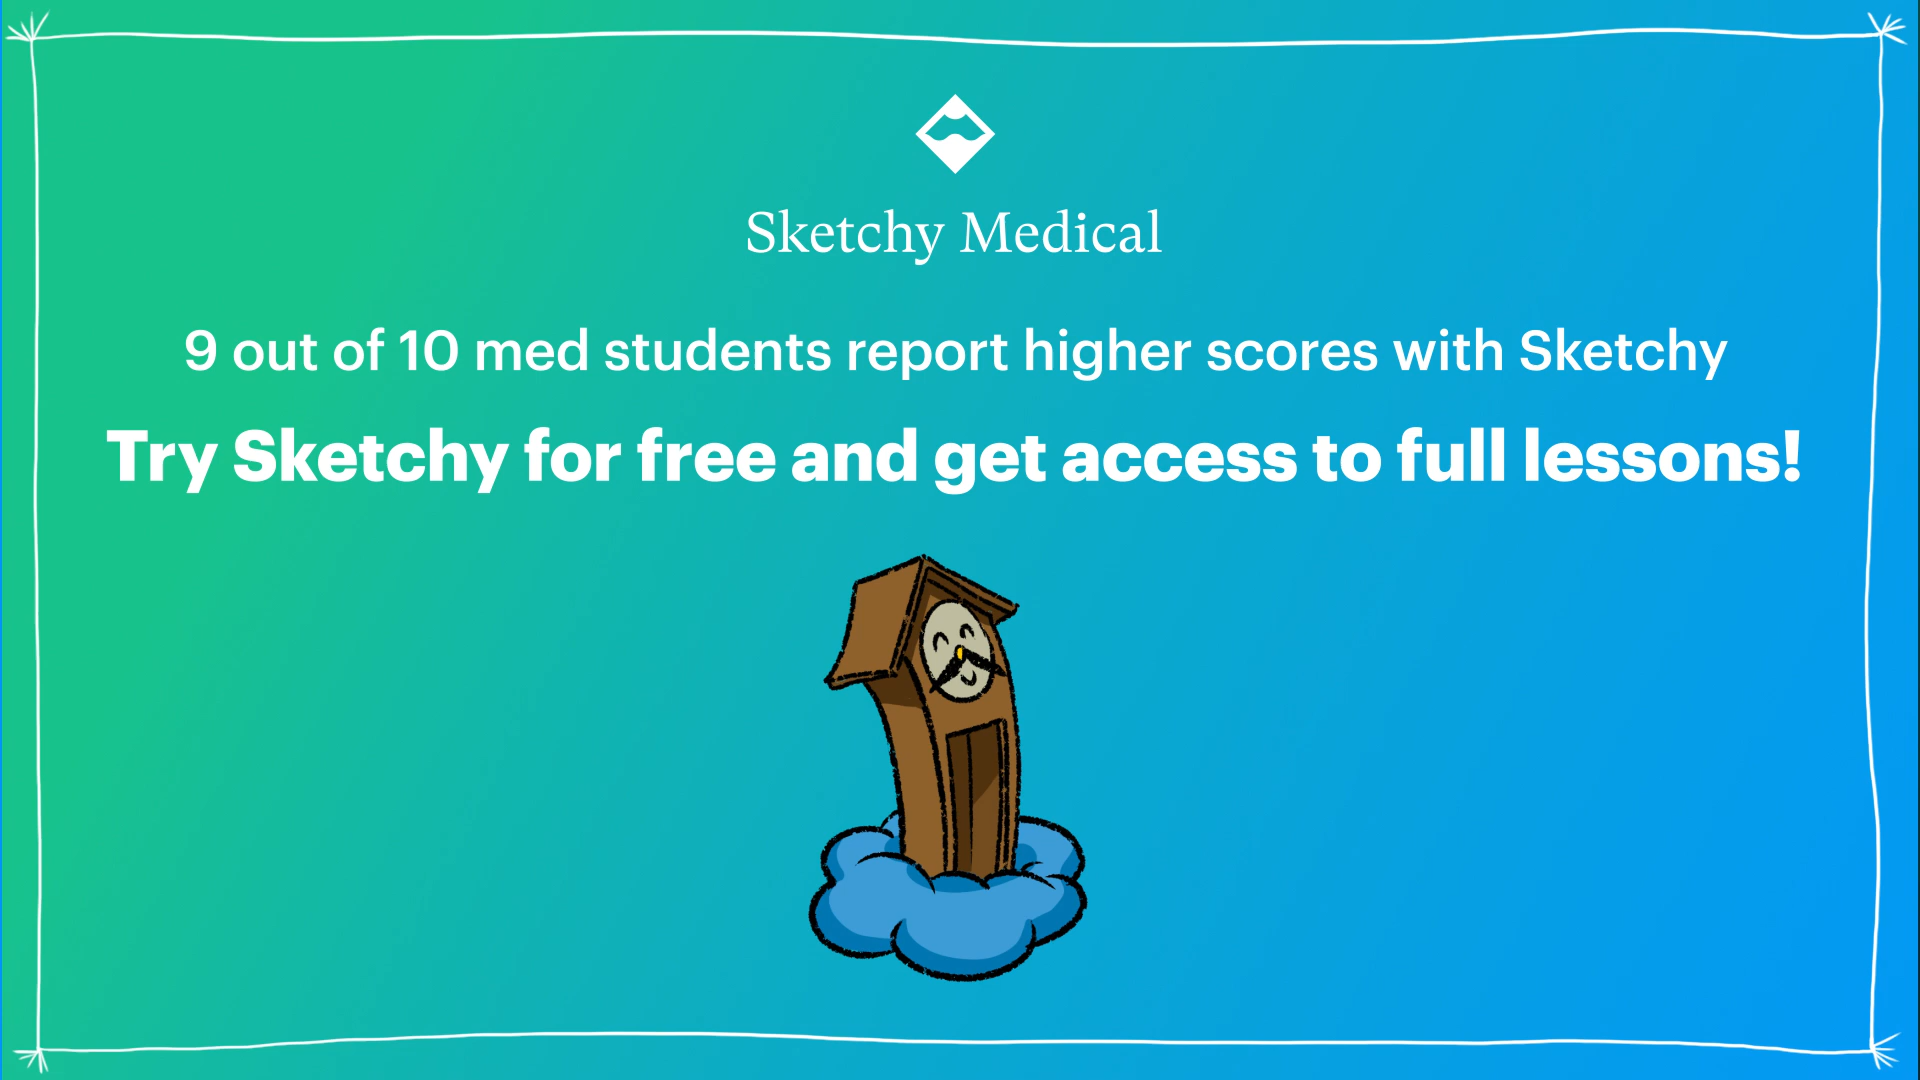 Sketchy Medical
9 out of 10 med students report higher scores with Sketchy
Try Sketchy for free and get access to full lessons!